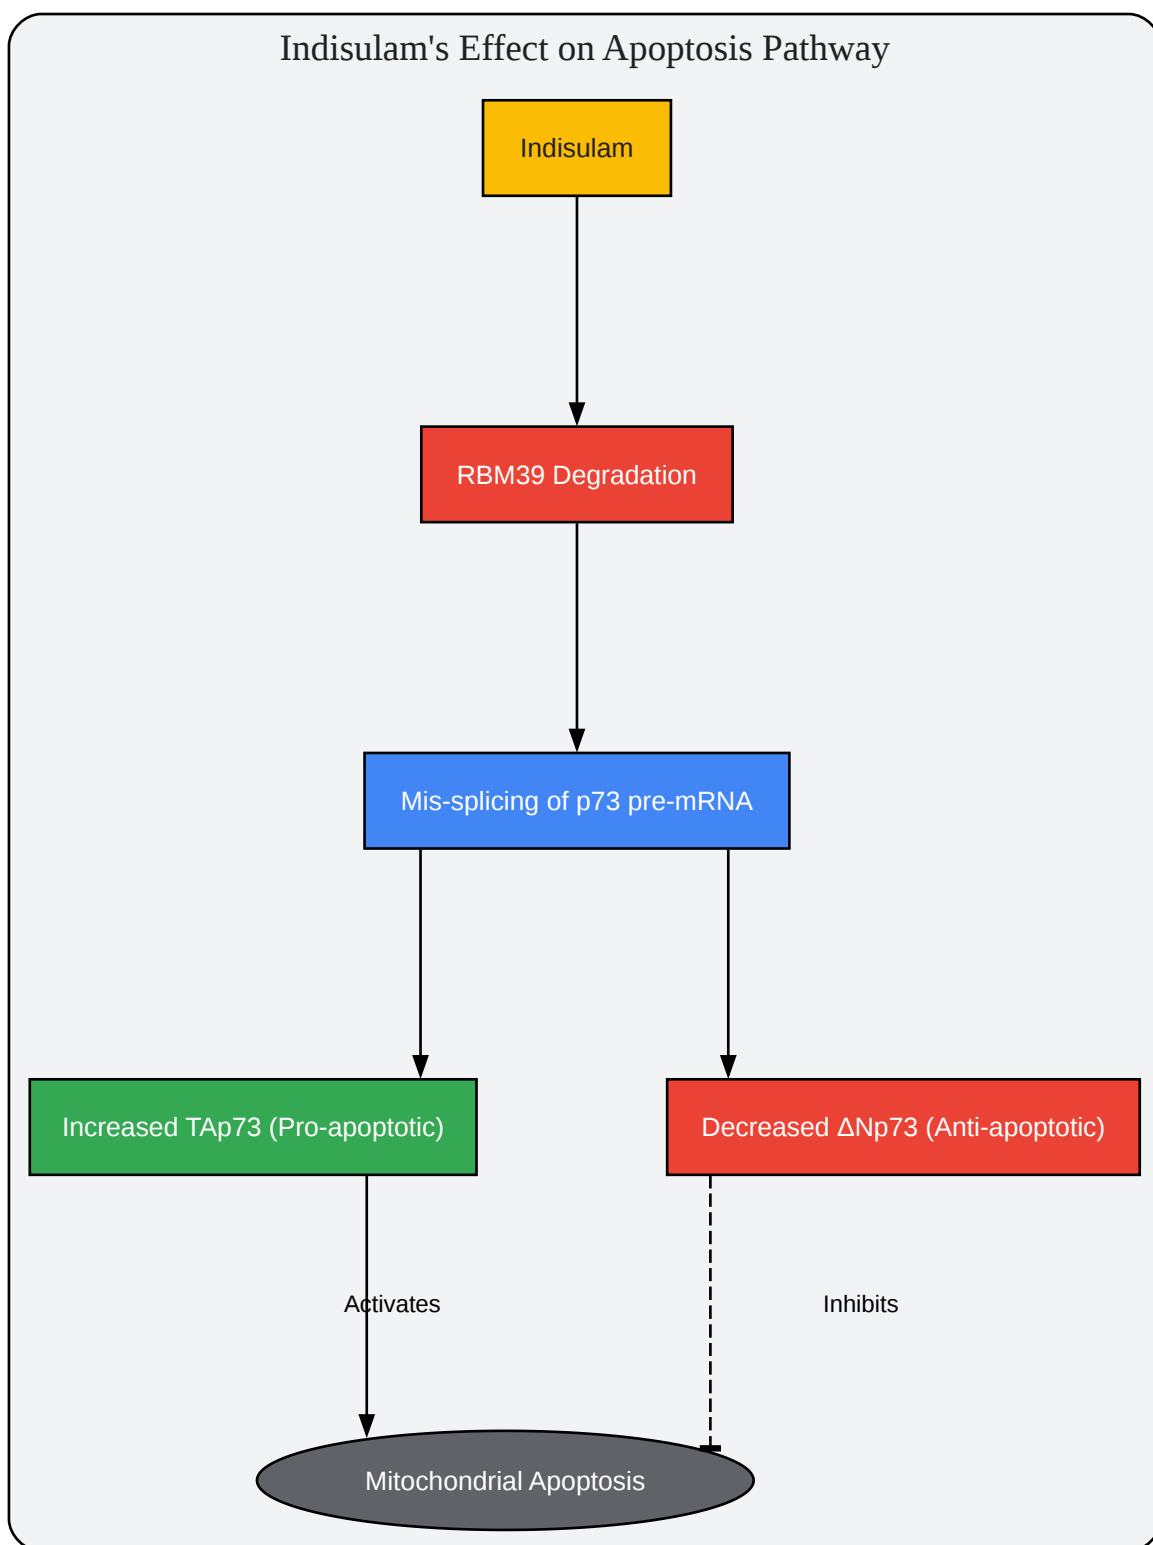 Indisulam's Effect on Apoptosis Pathway
Indisulam
RBM39 Degradation
Mis-splicing of p73 pre-mRNA
Increased TAp73 (Pro-apoptotic)
Decreased ΔNp73 (Anti-apoptotic)
Activates
Inhibits
Mitochondrial Apoptosis